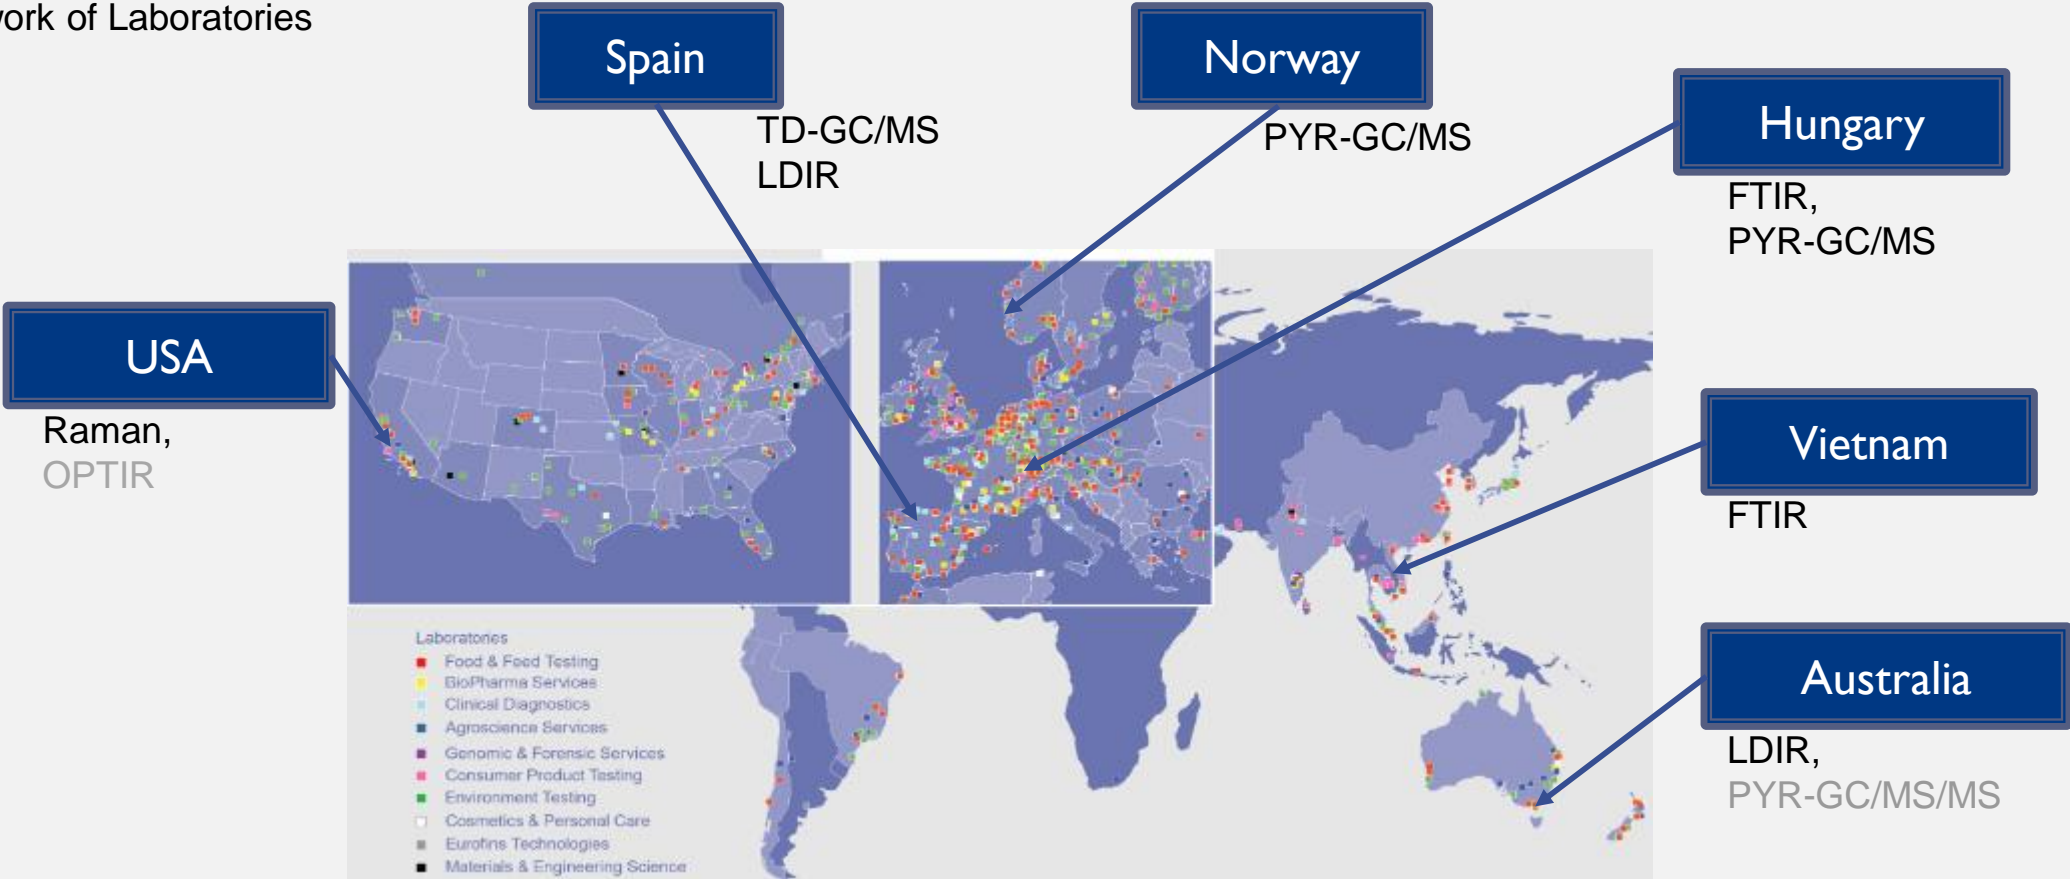 work of Laboratories
Spain
TD-GC/MS
LDIR
Norway
PYR-GC/MS
Hungary
FTIR,
PYR-GC/MS
USA
Raman,
OPTIR
Vietnam
FTIR
Australia
LDIR,
PYR-GC/MS/MS
Laboratories
Food & Feed Testing
BioPharma Services
Clinical Diagnostics
Agroscience Services
Genomic & Forensic Services
Consumer Product Testing
Environment Testing
Cosmetics & Personal Care
Eurofins Technologies
Materials & Engineering Science